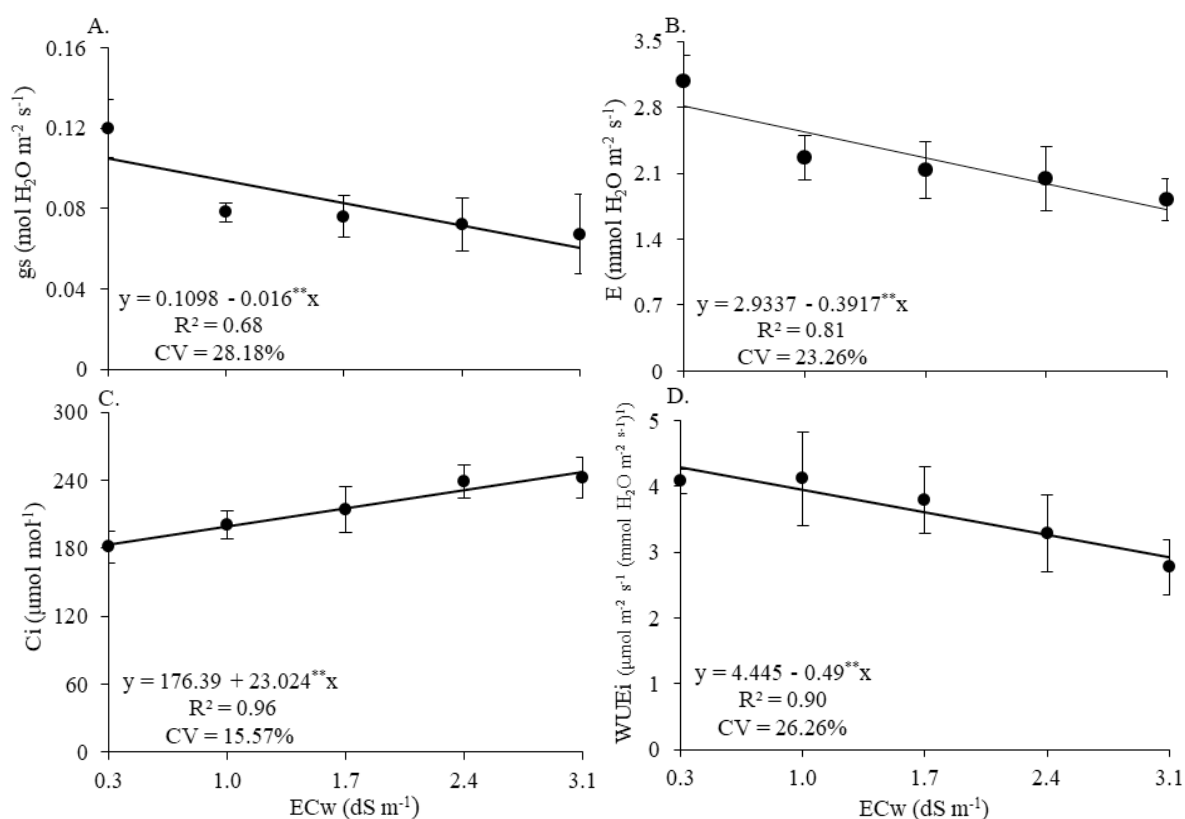 A.
gs (mol H₂O m⁻² s⁻¹)
0.16
0.12
0.08
0.04
0
y = 0.1098 - 0.016**x
R² = 0.68
CV = 28.18%
B.
E (mmol H₂O m⁻² s⁻¹)
3.5
2.8
2.1
1.4
0.7
0
y = 2.9337 - 0.3917**x
R² = 0.81
CV = 23.26%
C.
Ci (µmol mol⁻¹)
300
240
180
120
60
0
y = 176.39 + 23.024**x
R² = 0.96
CV = 15.57%
0.3 1.0 1.7 2.4 3.1
ECw (dS m⁻¹)
D.
WUEi (µmol m⁻² s⁻¹ (mmol H₂O m⁻² s⁻¹)¹)
5
4
3
2
1
0
y = 4.445 - 0.49**x
R² = 0.90
CV = 26.26%
0.3 1.0 1.7 2.4 3.1
ECw (dS m⁻¹)